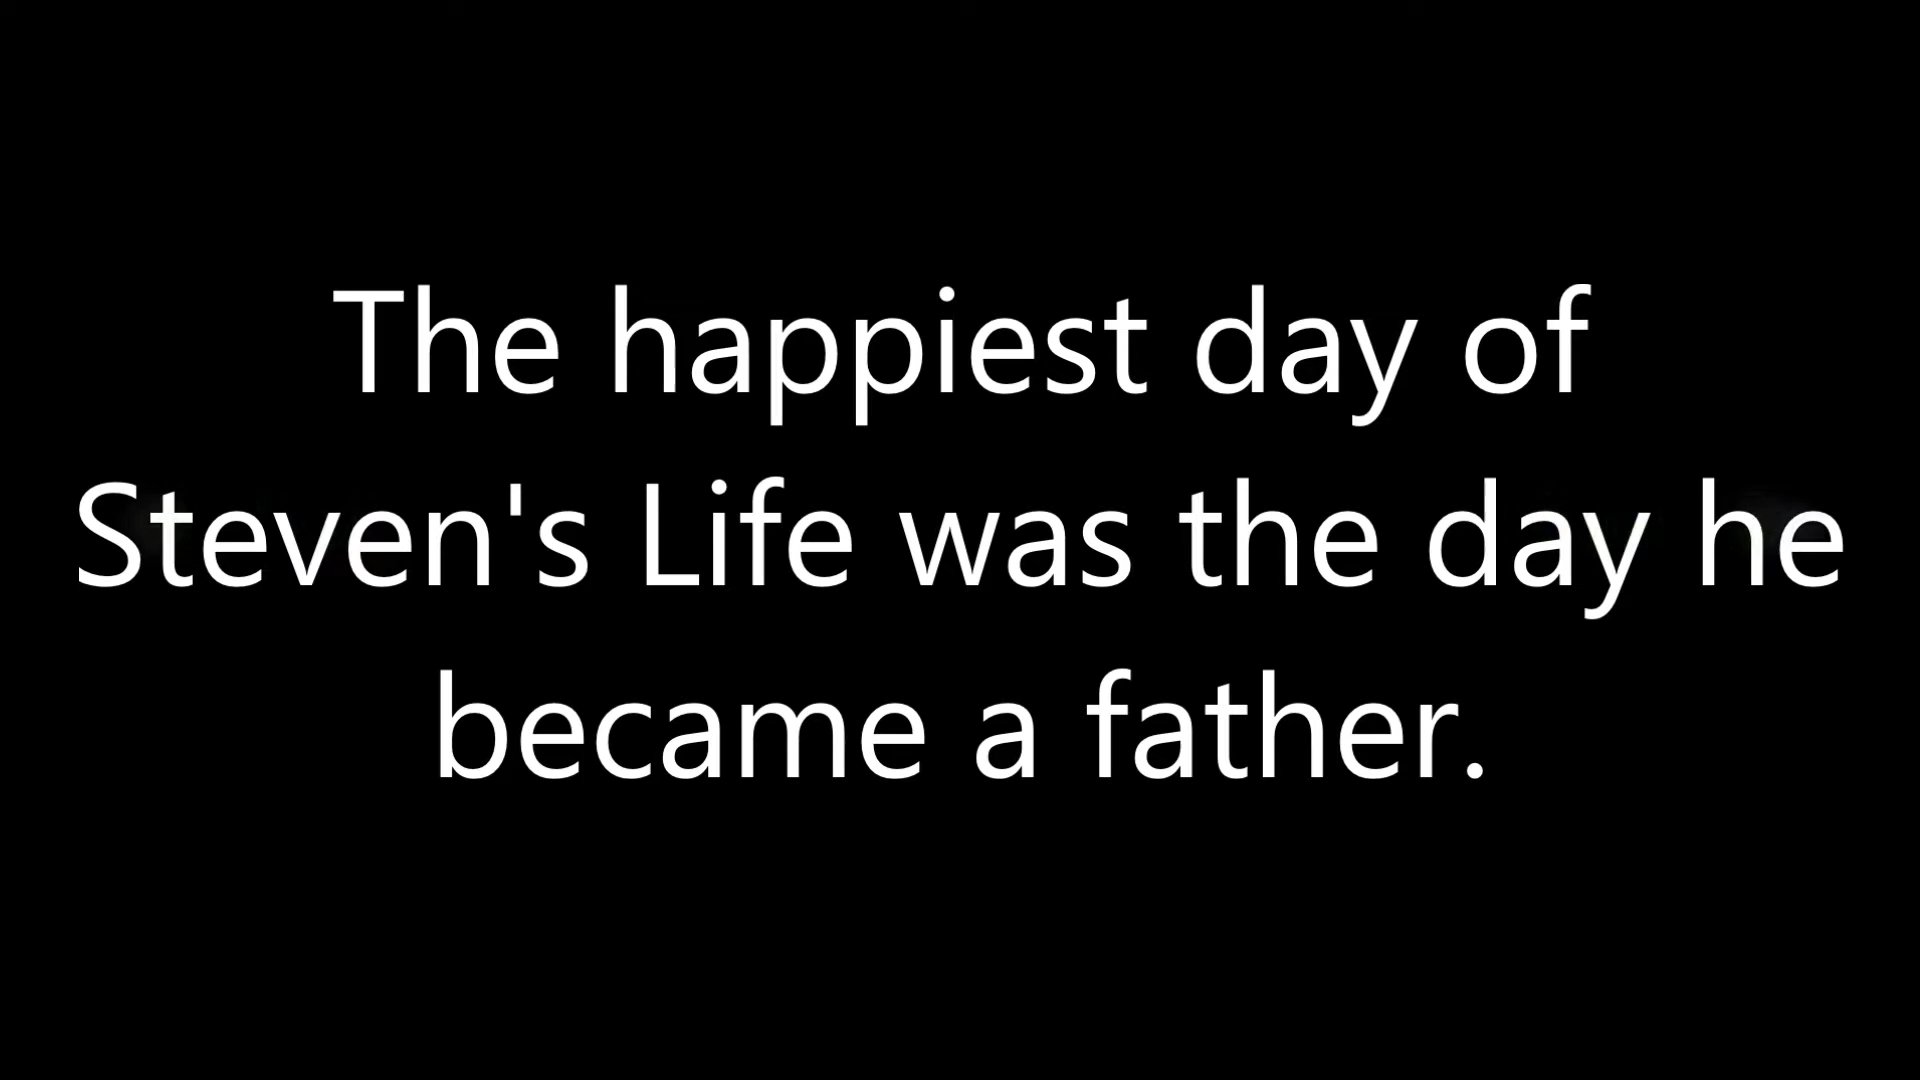 The happiest day of
Steven's Life was the day he
became a father.